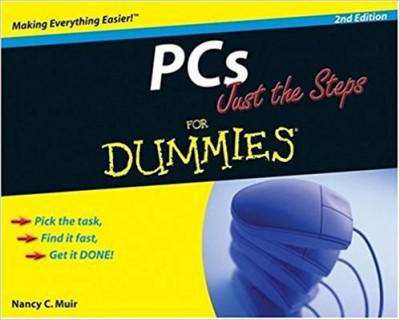 Making Everything Easier!™
2nd Edition
PCs
Just the Steps
FOR
DUMMIES®
Pick the task,
Find it fast,
Get it DONE!
Nancy C. Muir